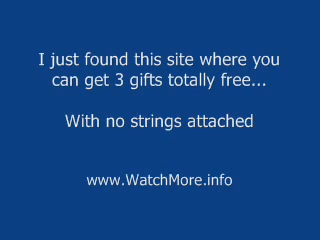 I just found this site where you
can get 3 gifts totally free...
With no strings attached
www.WatchMore.info